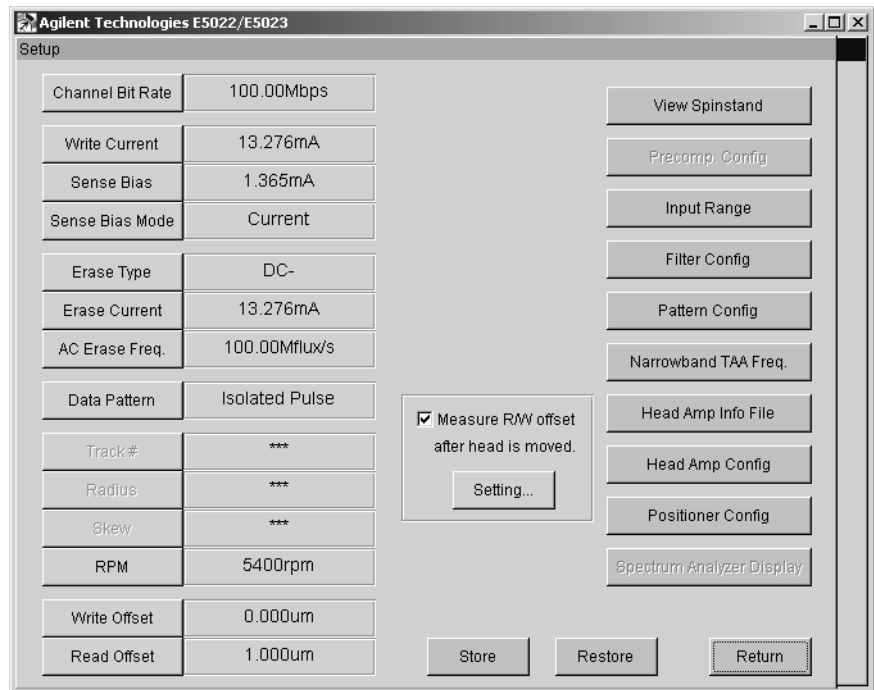 Agilent Technologies E5022/E5023
Setup
Channel Bit Rate 100.00Mbps
Write Current 13.276mA
Sense Bias 1.365mA
Sense Bias Mode Current
Erase Type DC-
Erase Current 13.276mA
AC Erase Freq. 100.00Mflux/s
Data Pattern Isolated Pulse
Track # ***
Radius ***
Skew ***
RPM 5400rpm
Write Offset 0.000um
Read Offset 1.000um
Measure R/W offset
after head is moved.
Setting...
View Spinstand
Precomp. Config
Input Range
Filter Config
Pattern Config
Narrowband TAA Freq.
Head Amp Info File
Head Amp Config
Positioner Config
Spectrum Analyzer Display
Store Restore Return